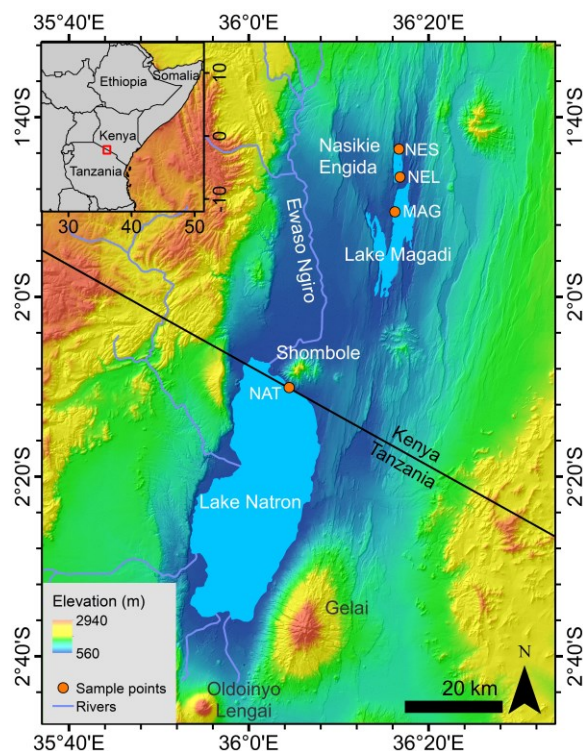 35°40'E
36°0'E
36°20'E
Somalia
Ethiopia
Kenya
Tanzania
10
0
-10
30
40
50
1°40'S
2°0'S
2°20'S
2°40'S
1°40'S
2°0'S
2°20'S
2°40'S
NES
Nasikie
Engida
NEL
MAG
Lake Magadi
Ewaso Ngiro
Shombole
NAT
Kenya
Tanzania
Lake Natron
Gelai
Oldoinyo
Lengai
Elevation (m)
2940
560
Sample points
Rivers
N
20 km
35°40'E
36°0'E
36°20'E